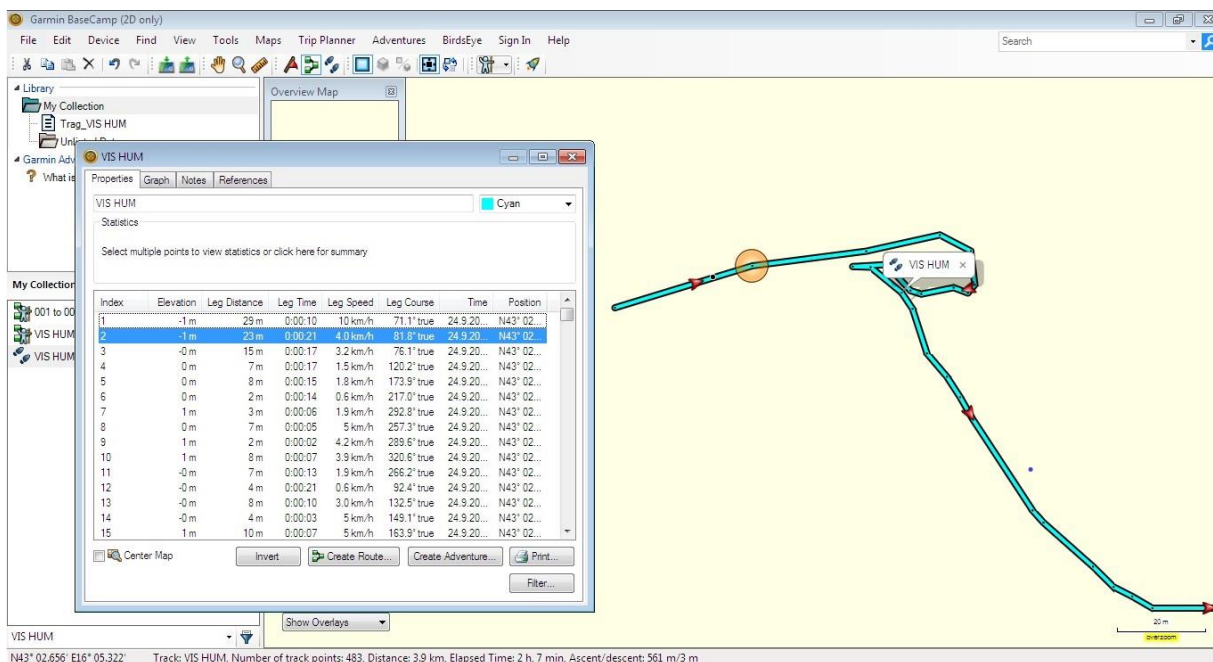 Garmin BaseCamp (2D only)
File Edit Device Find View Tools Maps Trip Planner Adventures BirdsEye Sign In Help
Search
Library
My Collection
Trag_VIS HUM
Garmin Adv
What is
My Collection
001 to 00
VIS HUM
VIS HUM
VIS HUM
Overview Map
VIS HUM
Properties Graph Notes References
VIS HUM Cyan
Statistics
Select multiple points to view statistics or click here for summary
Index Elevation Leg Distance Leg Time Leg Speed Leg Course Time Position
1 -1 m 29 m 0:00:10 10 km/h 71.1° true 24.9.20... N43° 02...
2 -1 m 23 m 0:00:21 4.0 km/h 81.8° true 24.9.20... N43° 02...
3 -0 m 15 m 0:00:17 3.2 km/h 76.1° true 24.9.20... N43° 02...
4 0 m 7 m 0:00:17 1.5 km/h 120.2° true 24.9.20... N43° 02...
5 0 m 8 m 0:00:15 1.8 km/h 173.9° true 24.9.20... N43° 02...
6 0 m 2 m 0:00:14 0.6 km/h 217.0° true 24.9.20... N43° 02...
7 1 m 3 m 0:00:06 1.9 km/h 292.8° true 24.9.20... N43° 02...
8 0 m 7 m 0:00:05 5 km/h 257.3° true 24.9.20... N43° 02...
9 1 m 2 m 0:00:02 4.2 km/h 289.6° true 24.9.20... N43° 02...
10 1 m 8 m 0:00:07 3.9 km/h 320.6° true 24.9.20... N43° 02...
11 -0 m 7 m 0:00:13 1.9 km/h 266.2° true 24.9.20... N43° 02...
12 -0 m 4 m 0:00:21 0.6 km/h 92.4° true 24.9.20... N43° 02...
13 -0 m 8 m 0:00:10 3.0 km/h 132.5° true 24.9.20... N43° 02...
14 -0 m 4 m 0:00:03 5 km/h 149.1° true 24.9.20... N43° 02...
15 1 m 10 m 0:00:07 5 km/h 163.9° true 24.9.20... N43° 02...
Center Map Invert Create Route... Create Adventure... Print...
Filter...
Show Overlays
VIS HUM
20 m
overzoom
N43° 02.656' E16° 05.322' Track: VIS HUM, Number of track points: 483, Distance: 3.9 km, Elapsed Time: 2 h, 7 min, Ascent/descent: 561 m/3 m